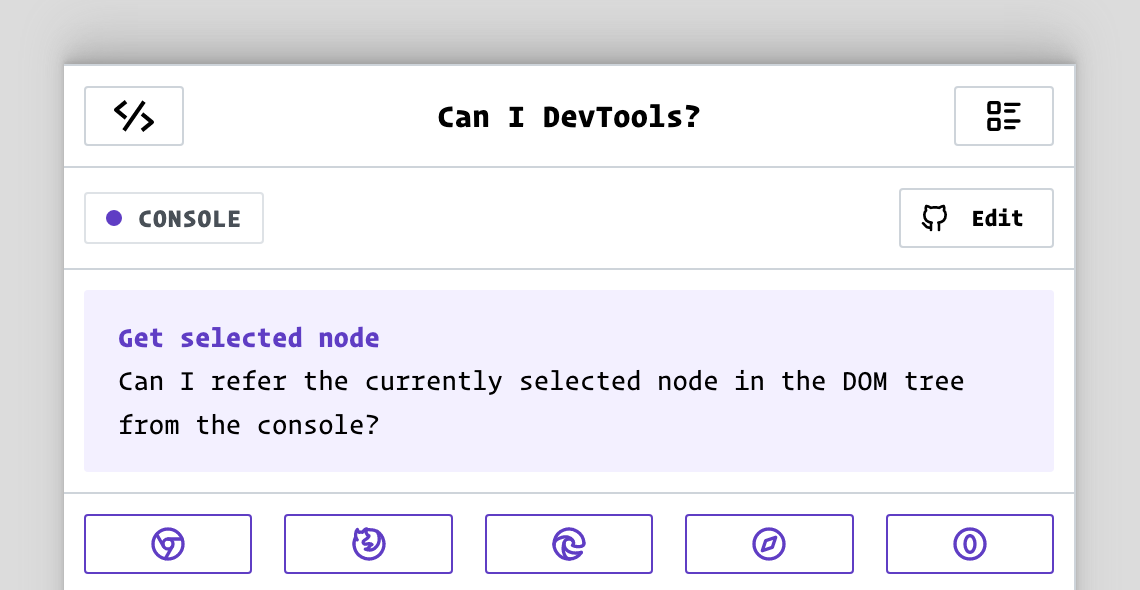 Can I DevTools?
CONSOLE
Edit
Get selected node
Can I refer the currently selected node in the DOM tree
from the console?